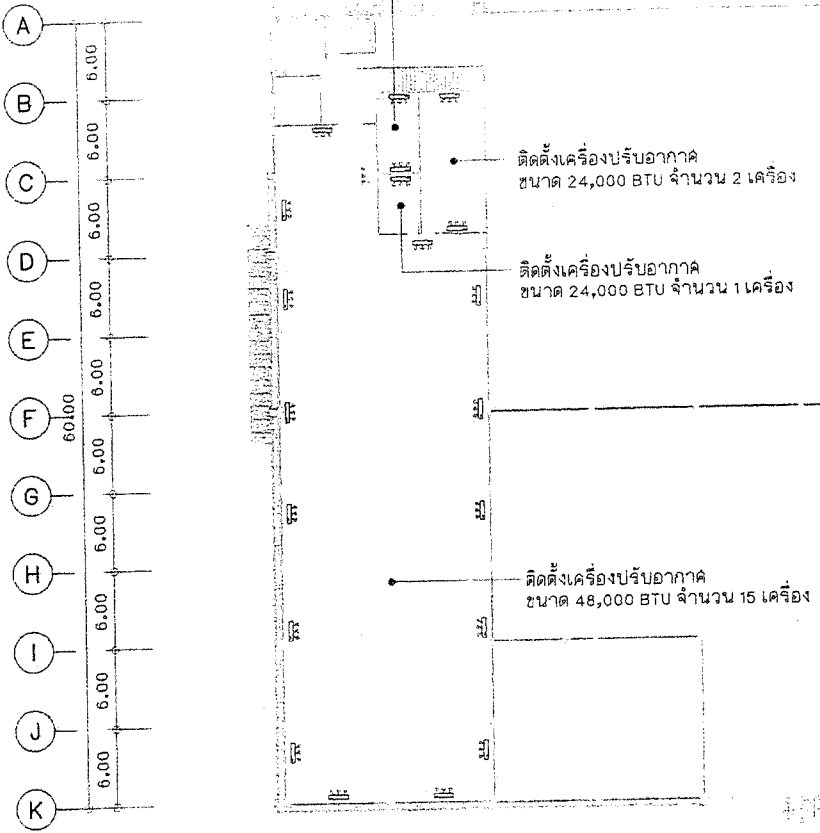 A
6.00
B
6.00
C
6.00
D
6.00
E
6.00
F
60.00
6.00
G
6.00
H
6.00
I
6.00
J
6.00
K
ติดตั้งเครื่องปรับอากาศ
ขนาด 24,000 BTU จำนวน 2 เครื่อง
ติดตั้งเครื่องปรับอากาศ
ขนาด 24,000 BTU จำนวน 1 เครื่อง
ติดตั้งเครื่องปรับอากาศ
ขนาด 48,000 BTU จำนวน 15 เครื่อง